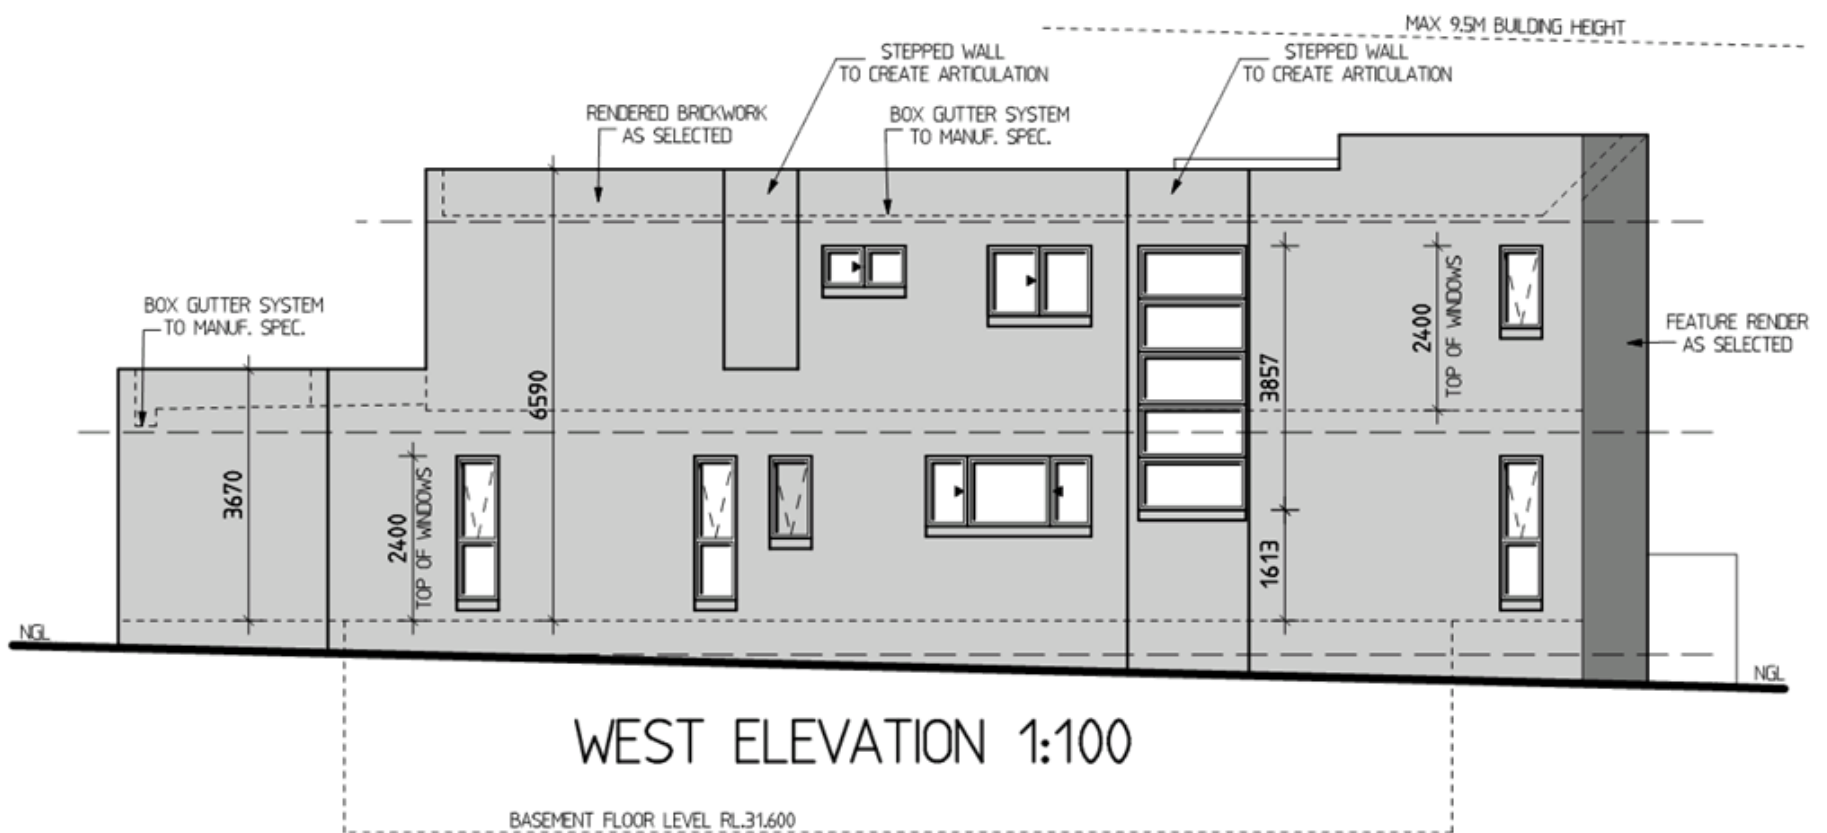 MAX 9.5M BUILDING HEIGHT
STEPPED WALL
TO CREATE ARTICULATION
STEPPED WALL
TO CREATE ARTICULATION
RENDERED BRICKWORK
AS SELECTED
BOX GUTTER SYSTEM
TO MANUF. SPEC.
BOX GUTTER SYSTEM
TO MANUF. SPEC.
FEATURE RENDER
AS SELECTED
3670
2400
TOP OF WINDOWS
6590
3857
1613
2400
TOP OF WINDOWS
NGL
NGL
WEST ELEVATION 1:100
BASEMENT FLOOR LEVEL RL.31.600